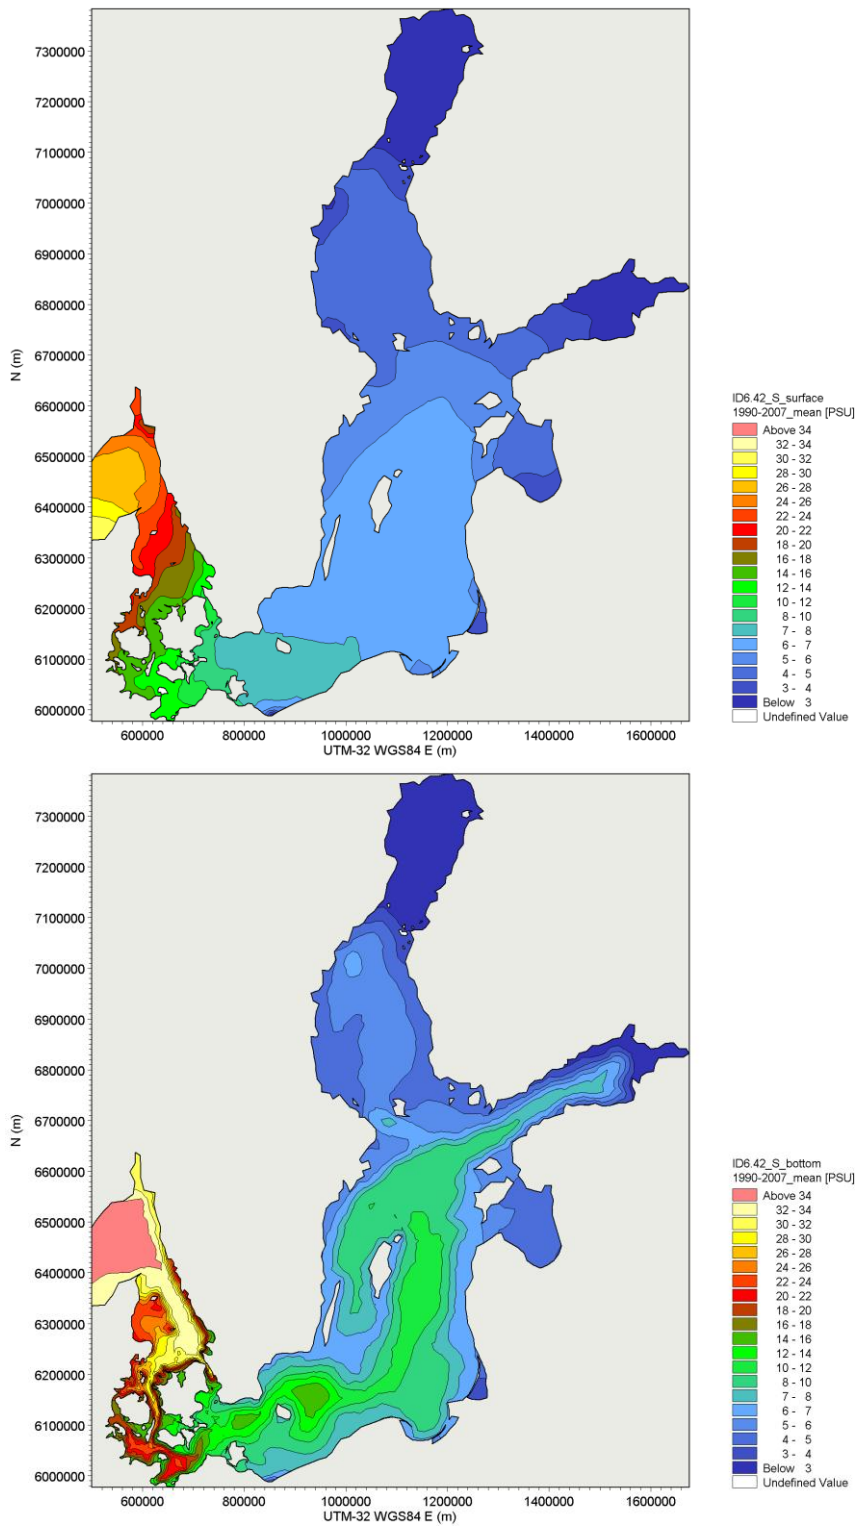 7300000
7200000
7100000
7000000
6900000
6800000
6700000
6600000
6500000
6400000
6300000
6200000
6100000
6000000
N (m)
600000 800000 1000000 1200000 1400000 1600000
UTM-32 WGS84 E (m)
ID6.42_S_surface
1990-2007_mean [PSU]
Above 34
32 - 34
30 - 32
28 - 30
26 - 28
24 - 26
22 - 24
20 - 22
18 - 20
16 - 18
14 - 16
12 - 14
10 - 12
8 - 10
7 - 8
6 - 7
5 - 6
4 - 5
3 - 4
Below 3
Undefined Value
7300000
7200000
7100000
7000000
6900000
6800000
6700000
6600000
6500000
6400000
6300000
6200000
6100000
6000000
N (m)
600000 800000 1000000 1200000 1400000 1600000
UTM-32 WGS84 E (m)
ID6.42_S_bottom
1990-2007_mean [PSU]
Above 34
32 - 34
30 - 32
28 - 30
26 - 28
24 - 26
22 - 24
20 - 22
18 - 20
16 - 18
14 - 16
12 - 14
10 - 12
8 - 10
7 - 8
6 - 7
5 - 6
4 - 5
3 - 4
Below 3
Undefined Value